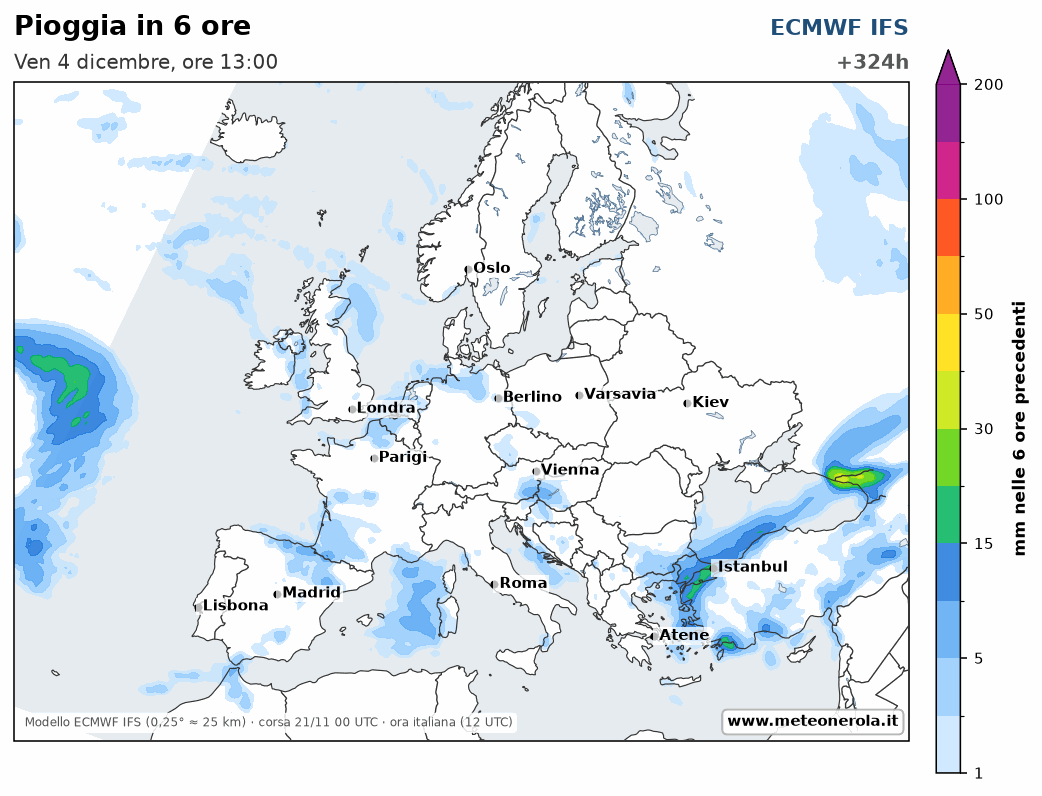 Pioggia in 6 ore
ECMWF IFS
Ven 4 dicembre, ore 13:00
+324h
200
100
50
30
15
5
1
mm nelle 6 ore precedenti
Oslo
Londra
Berlino
Varsavia
Kiev
Parigi
Vienna
Istanbul
Roma
Madrid
Lisbona
Atene
Modello ECMWF IFS (0,25° ≈ 25 km) · corsa 21/11 00 UTC · ora italiana (12 UTC)
www.meteonerola.it